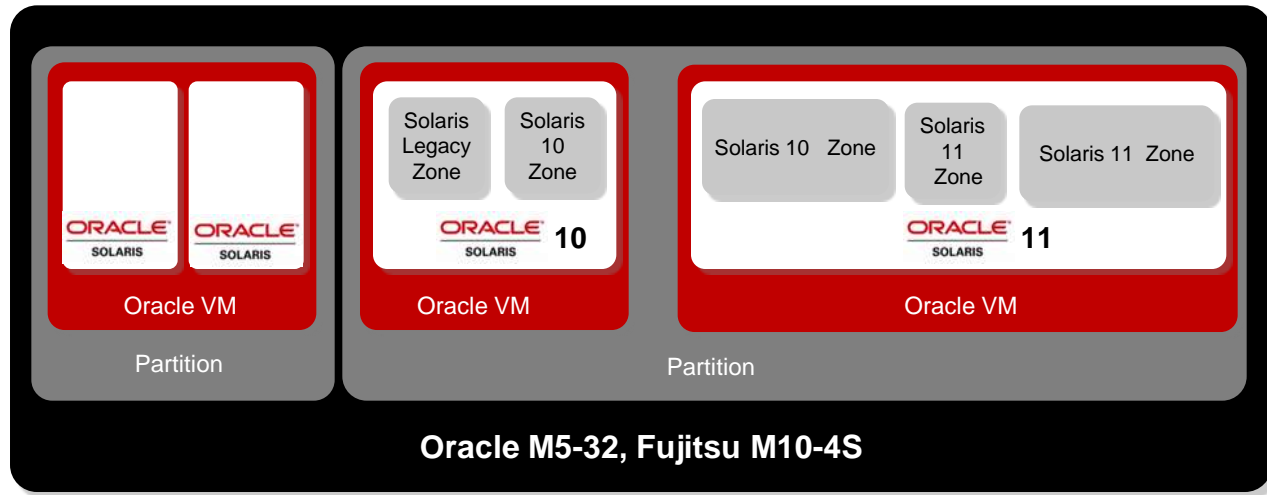 ORACLE
SOLARIS
ORACLE
SOLARIS
Oracle VM
Partition
Solaris
Legacy
Zone
Solaris
10
Zone
ORACLE
SOLARIS
10
Oracle VM
Solaris 10 Zone
Solaris
11
Zone
Solaris 11 Zone
ORACLE
SOLARIS
11
Oracle VM
Partition
Oracle M5-32, Fujitsu M10-4S